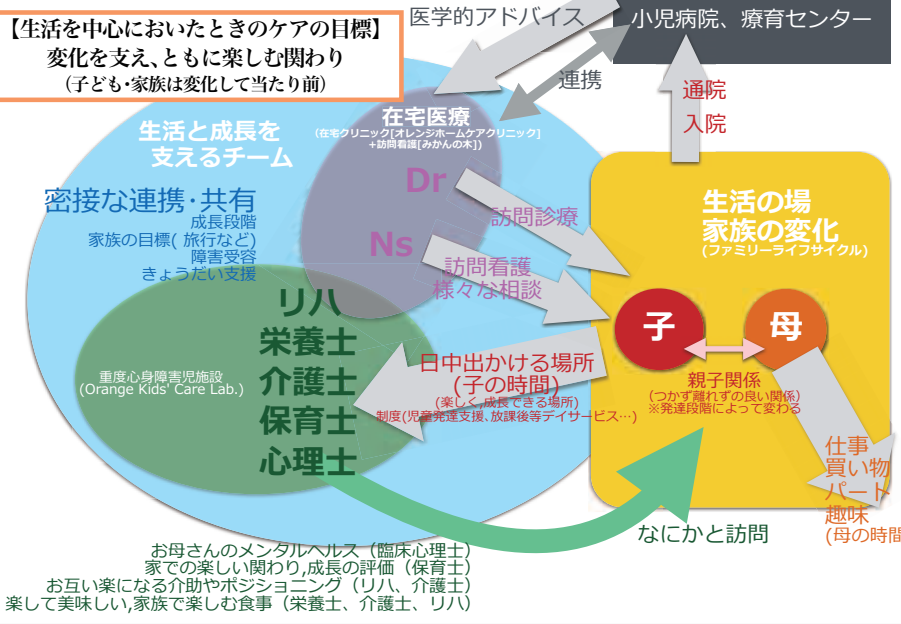 【生活を中心においたときのケアの目標】
変化を支え、ともに楽しむ関わり
(子ども・家族は変化して当たり前)
医学的アドバイス
小児病院、療育センター
連携
通院
入院
生活と成長を
支えるチーム
在宅医療
(在宅クリニック[オレンジホームケアクリニック]
+訪問看護[みかんの木])
Dr
Ns
密接な連携・共有
成長段階
家族の目標( 旅行など)
障害受容
きょうだい支援
訪問診療
訪問看護
様々な相談
生活の場
家族の変化
(ファミリーライフサイクル)
子
母
親子関係
(つかず離れずの良い関係)
※発達段階によって変わる
リハ
栄養士
介護士
保育士
心理士
重度心身障害児施設
(Orange Kids' Care Lab.)
日中出かける場所
(子の時間)
(楽しく,成長できる場所)
制度(児童発達支援、放課後等デイサービス…)
仕事
買い物
パート
趣味
(母の時間
なにかと訪問
お母さんのメンタルヘルス（臨床心理士）
家での楽しい関わり,成長の評価（保育士）
お互い楽になる介助やポジショニング（リハ、介護士）
楽して美味しい,家族で楽しむ食事（栄養士、介護士、リハ）